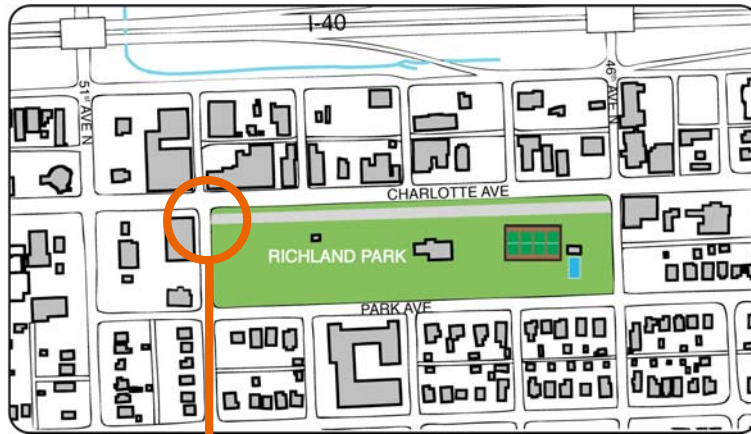 I-40
51st AVE N
46th AVE N
CHARLOTTE AVE
RICHLAND PARK
PARK AVE